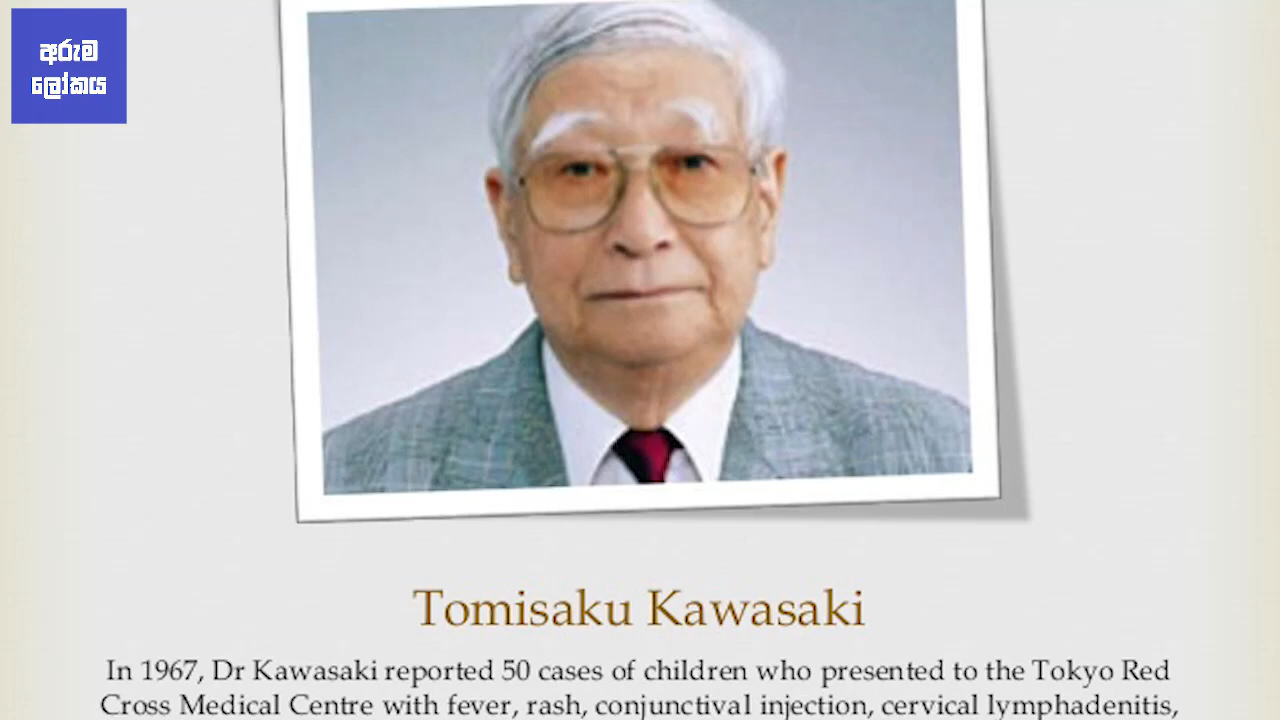 අරුම
ලෝකය
Tomisaku Kawasaki
In 1967, Dr Kawasaki reported 50 cases of children who presented to the Tokyo Red
Cross Medical Centre with fever, rash, conjunctival injection, cervical lymphadenitis,